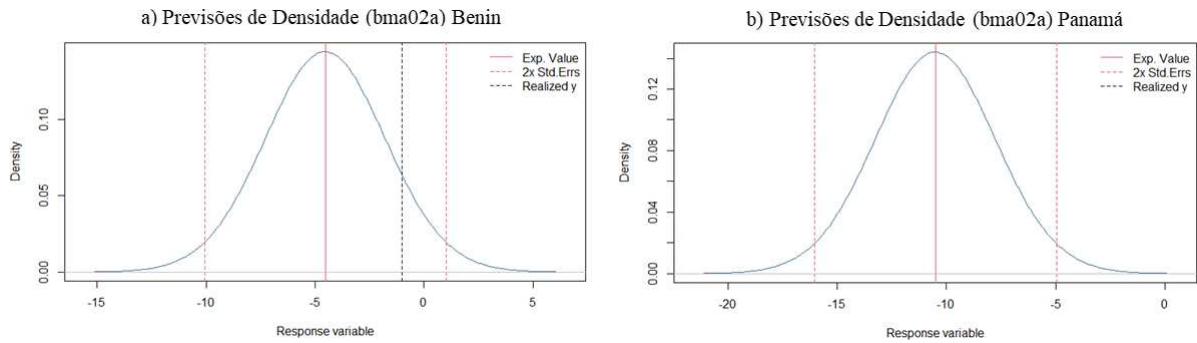 a) Previsões de Densidade (bma02a) Benin
Exp. Value
2x Std.Errs
Realized y
Density
0.10
0.05
0.00
-15
-10
-5
0
5
Response variable
b) Previsões de Densidade (bma02a) Panamá
Exp. Value
2x Std.Errs
Realized y
Density
0.12
0.08
0.04
0.00
-20
-15
-10
-5
0
Response variable